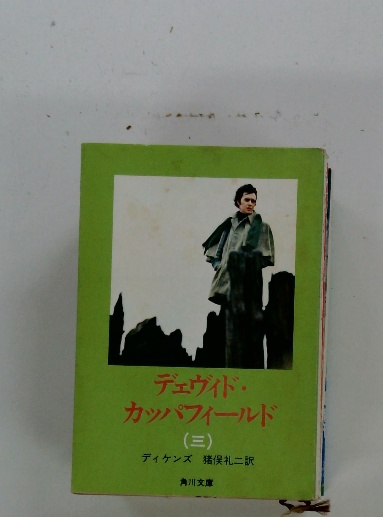 デェヴィド・
カッパフィールド
(三)
ディケンズ 猪俣礼二訳
角川文庫